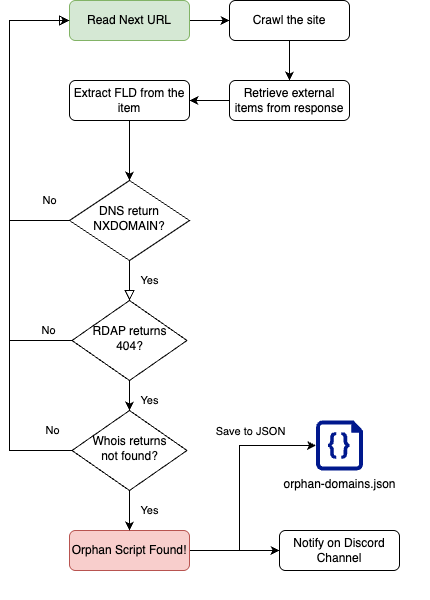 Read Next URL
Crawl the site
Extract FLD from the
item
Retrieve external
items from response
No
DNS return
NXDOMAIN?
Yes
No
RDAP returns
404?
Yes
No
Whois returns
not found?
Save to JSON
{}
orphan-domains.json
Yes
Orphan Script Found!
Notify on Discord
Channel